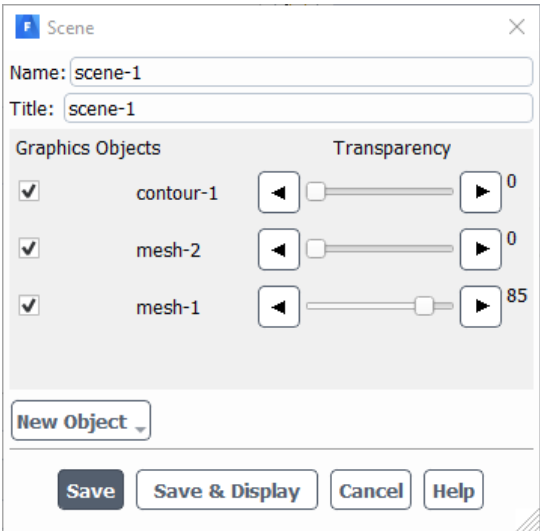 F Scene
Name: scene-1
Title: scene-1
Graphics Objects Transparency
contour-1 0
mesh-2 0
mesh-1 85
New Object
Save Save & Display Cancel Help